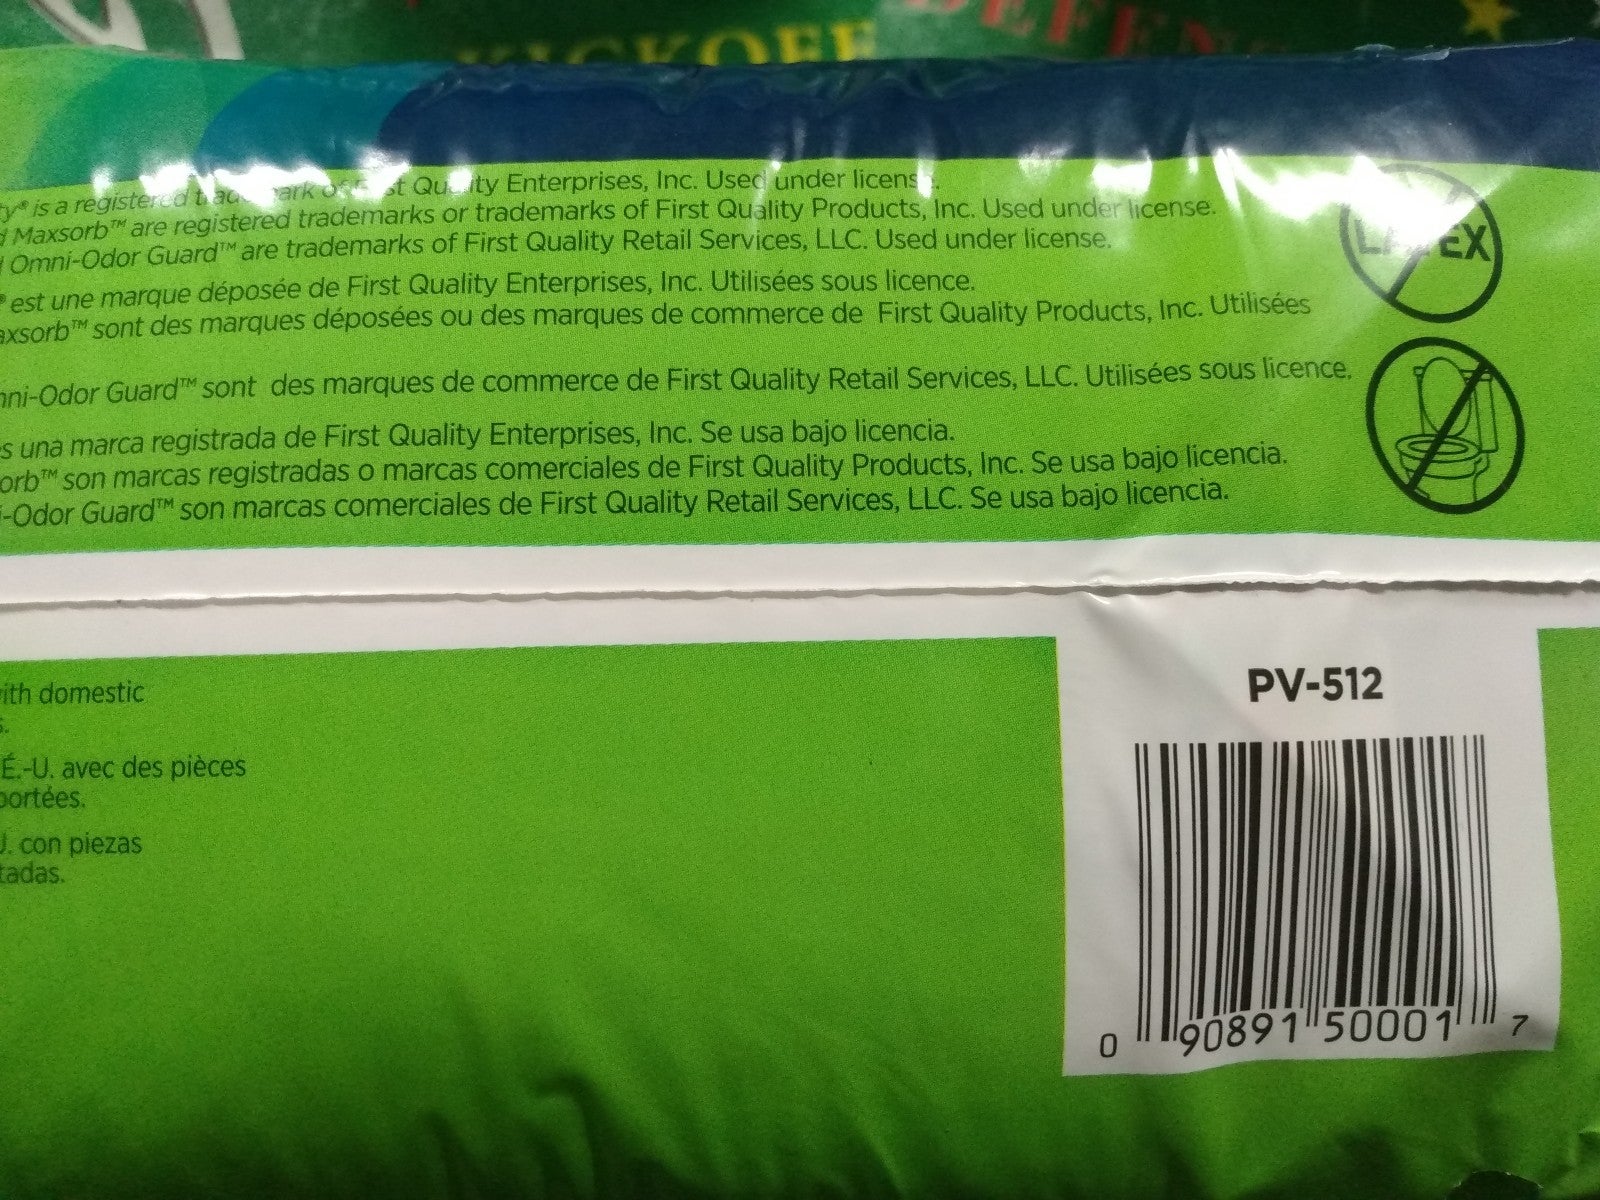 KICKOFF
DEFEN
ty® is a registered trademark of First Quality Enterprises, Inc. Used under license.
d Maxsorb™ are registered trademarks or trademarks of First Quality Products, Inc. Used under license.
d Omni-Odor Guard™ are trademarks of First Quality Retail Services, LLC. Used under license.
® est une marque déposée de First Quality Enterprises, Inc. Utilisées sous licence.
axsorb™ sont des marques déposées ou des marques de commerce de First Quality Products, Inc. Utilisées
nni-Odor Guard™ sont des marques de commerce de First Quality Retail Services, LLC. Utilisées sous licence.
s una marca registrada de First Quality Enterprises, Inc. Se usa bajo licencia.
orb™ son marcas registradas o marcas comerciales de First Quality Products, Inc. Se usa bajo licencia.
i-Odor Guard™ son marcas comerciales de First Quality Retail Services, LLC. Se usa bajo licencia.
LATEX
ith domestic
s.
É.-U. avec des pièces
portées.
U. con piezas
tadas.
PV-512
0 90891 50001 7